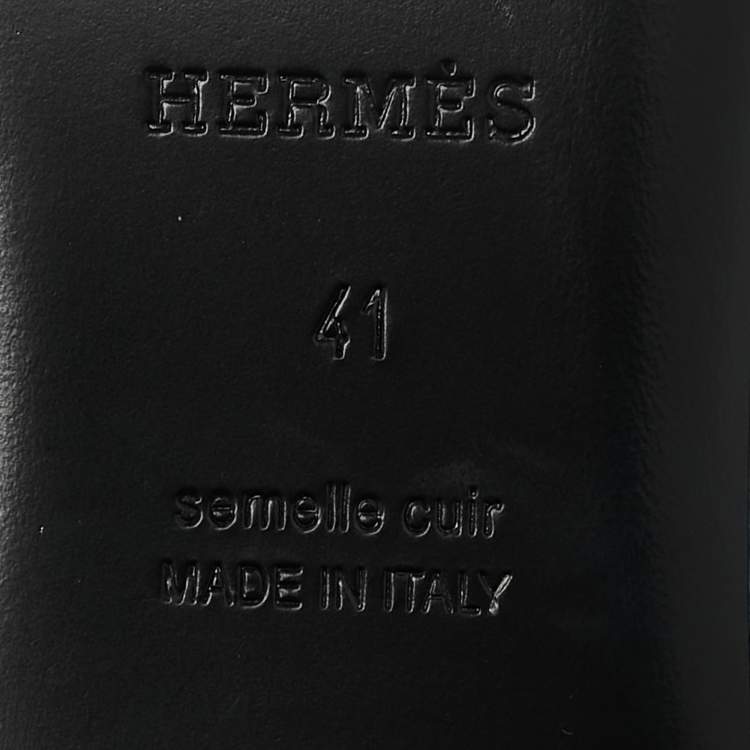 HERMÈS
41
semelle cuir
MADE IN ITALY